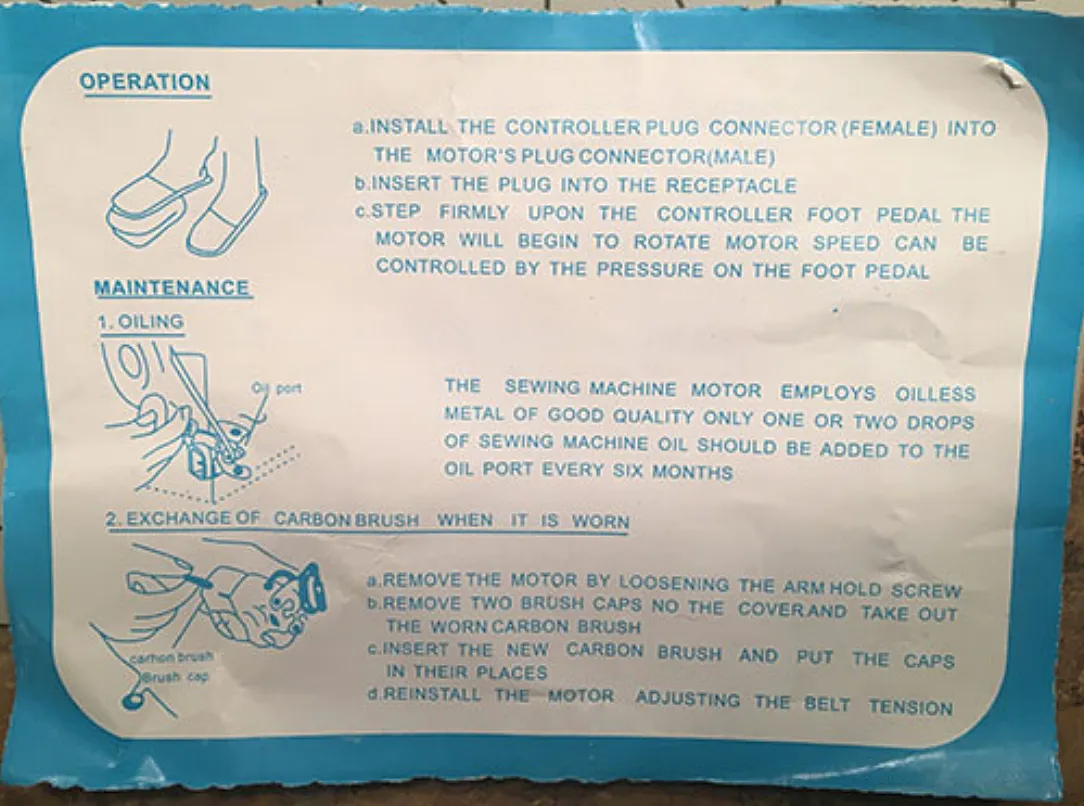 OPERATION
a.INSTALL THE CONTROLLER PLUG CONNECTOR (FEMALE) INTO
THE MOTOR'S PLUG CONNECTOR(MALE)
b.INSERT THE PLUG INTO THE RECEPTACLE
c.STEP FIRMLY UPON THE CONTROLLER FOOT PEDAL THE
MOTOR WILL BEGIN TO ROTATE MOTOR SPEED CAN BE
CONTROLLED BY THE PRESSURE ON THE FOOT PEDAL
MAINTENANCE
1. OILING
Oil port
THE SEWING MACHINE MOTOR EMPLOYS OILLESS
METAL OF GOOD QUALITY ONLY ONE OR TWO DROPS
OF SEWING MACHINE OIL SHOULD BE ADDED TO THE
OIL PORT EVERY SIX MONTHS
2. EXCHANGE OF CARBON BRUSH WHEN IT IS WORN
a.REMOVE THE MOTOR BY LOOSENING THE ARM HOLD SCREW
b.REMOVE TWO BRUSH CAPS NO THE COVERAND TAKE OUT
THE WORN CARBON BRUSH
c.INSERT THE NEW CARBON BRUSH AND PUT THE CAPS
IN THEIR PLACES
d.REINSTALL THE MOTOR ADJUSTING THE BELT TENSION
carhon brush
Brush cap